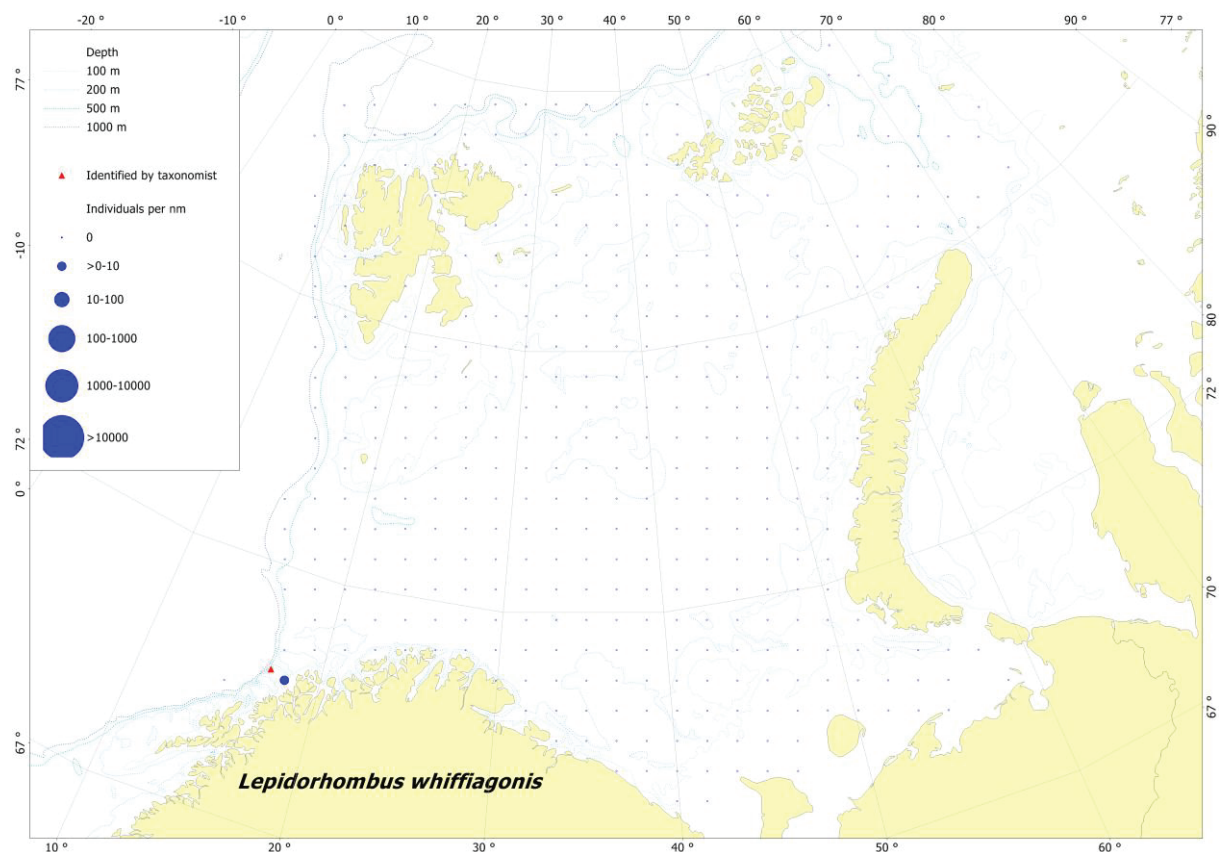 -20 ° -10 ° 0 ° 10 ° 20 ° 30 ° 40 ° 50 ° 60 ° 70 ° 80 ° 90 ° 77 °
Depth
100 m
200 m
500 m
1000 m
Identified by taxonomist
Individuals per nm
0
>0-10
10-100
100-1000
1000-10000
>10000
77 °
-10 °
72 °
0 °
67 °
90 °
80 °
72 °
70 °
67 °
Lepidorhombus whiffiagonis
10 ° 20 ° 30 ° 40 ° 50 ° 60 °